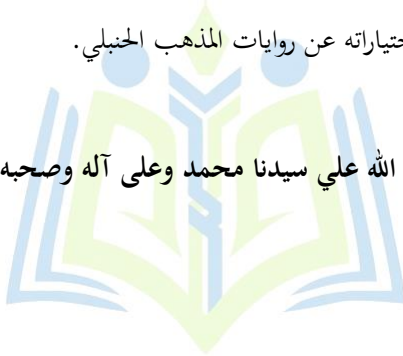 ختياراته عن روايات المذهب الحنبلي.
الله علي سيدنا محمد وعلى آله وصحبه